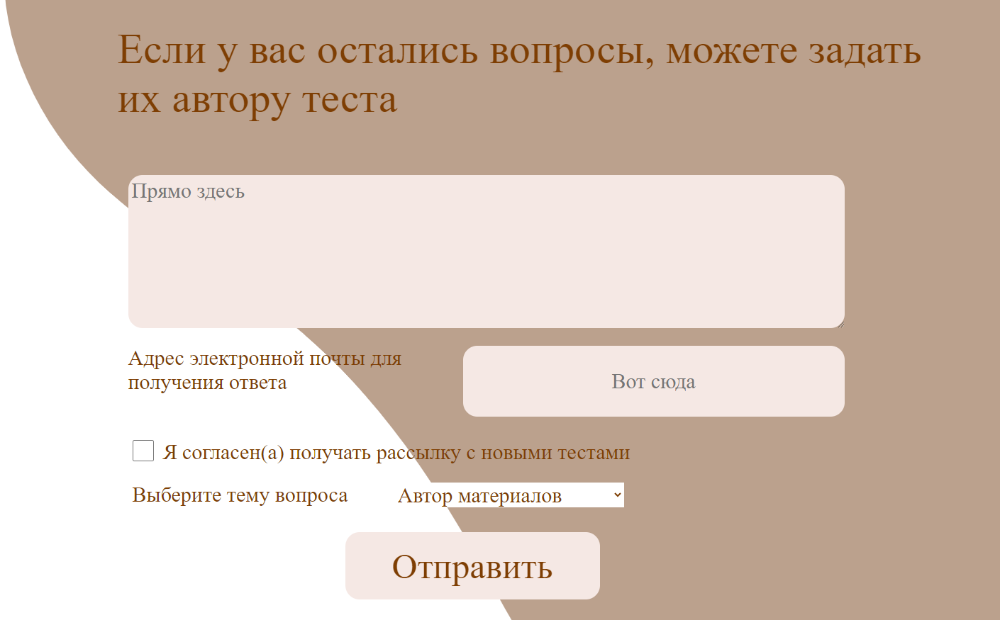 Если у вас остались вопросы, можете задать
их автору теста
Прямо здесь
Адрес электронной почты для
получения ответа
Вот сюда
Я согласен(а) получать рассылку с новыми тестами
Выберите тему вопроса
Автор материалов
Отправить